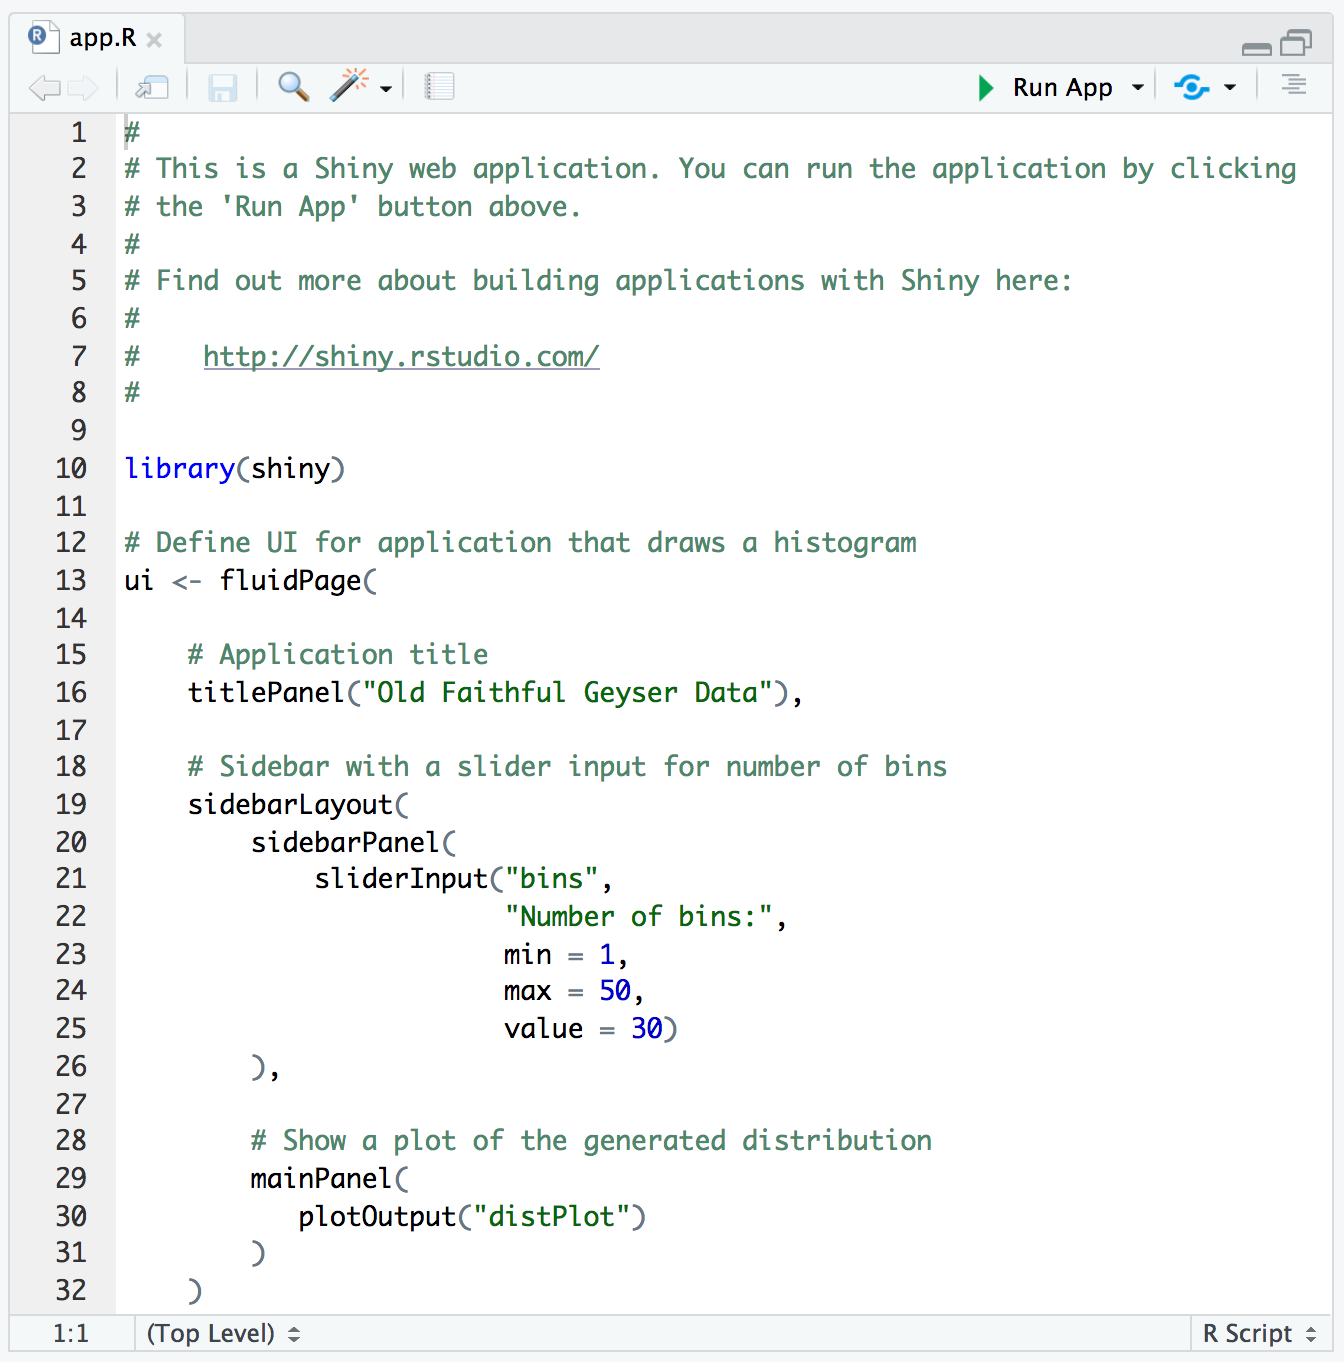 app.R
Run App
1 #
2 # This is a Shiny web application. You can run the application by clicking
3 # the 'Run App' button above.
4 #
5 # Find out more about building applications with Shiny here:
6 #
7 #    http://shiny.rstudio.com/
8 #
9
10 library(shiny)
11
12 # Define UI for application that draws a histogram
13 ui <- fluidPage(
14
15     # Application title
16     titlePanel("Old Faithful Geyser Data"),
17
18     # Sidebar with a slider input for number of bins
19     sidebarLayout(
20         sidebarPanel(
21             sliderInput("bins",
22                         "Number of bins:",
23                         min = 1,
24                         max = 50,
25                         value = 30)
26         ),
27
28         # Show a plot of the generated distribution
29         mainPanel(
30            plotOutput("distPlot")
31         )
32     )
1:1 (Top Level) R Script